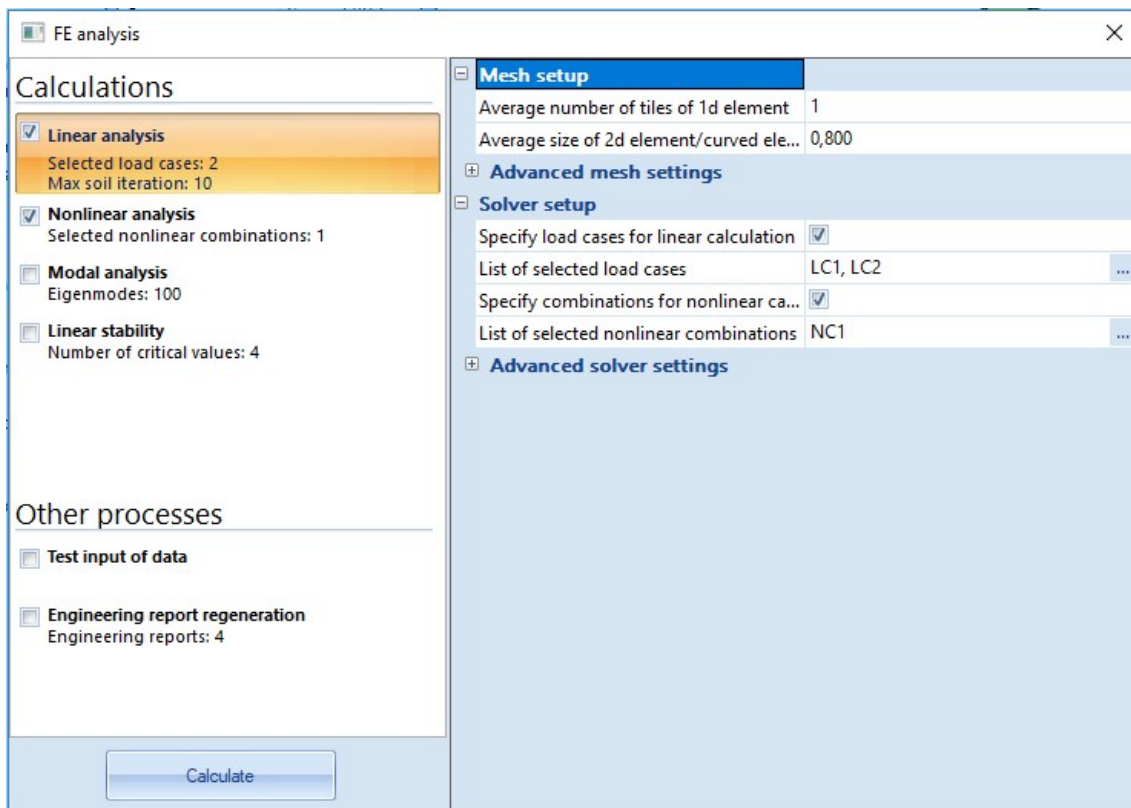 FE analysis
Calculations
Linear analysis
Selected load cases: 2
Max soil iteration: 10
Nonlinear analysis
Selected nonlinear combinations: 1
Modal analysis
Eigenmodes: 100
Linear stability
Number of critical values: 4
Other processes
Test input of data
Engineering report regeneration
Engineering reports: 4
Calculate
Mesh setup
Average number of tiles of 1d element 1
Average size of 2d element/curved ele... 0,800
Advanced mesh settings
Solver setup
Specify load cases for linear calculation
List of selected load cases LC1, LC2 ...
Specify combinations for nonlinear ca...
List of selected nonlinear combinations NC1 ...
Advanced solver settings